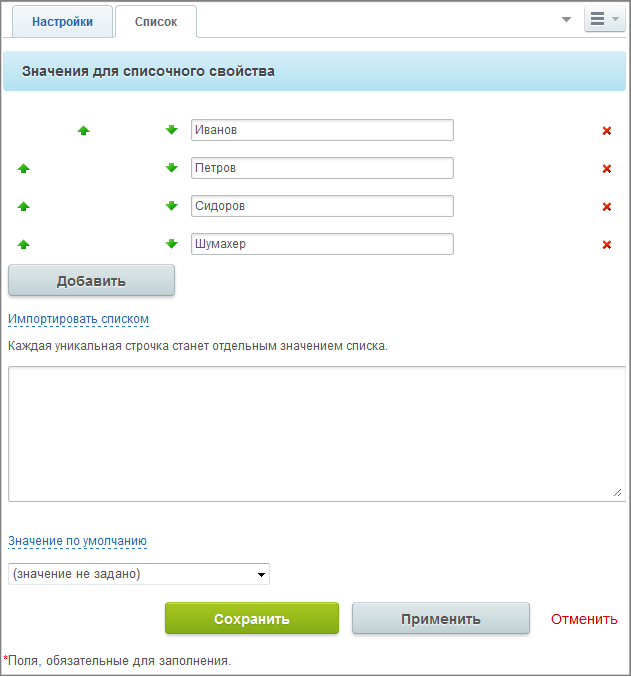 Настройки
Список
Значения для списочного свойства
Иванов
Петров
Сидоров
Шумахер
Добавить
Импортировать списком
Каждая уникальная строчка станет отдельным значением списка.
Значение по умолчанию
(значение не задано)
Сохранить
Применить
Отменить
*Поля, обязательные для заполнения.